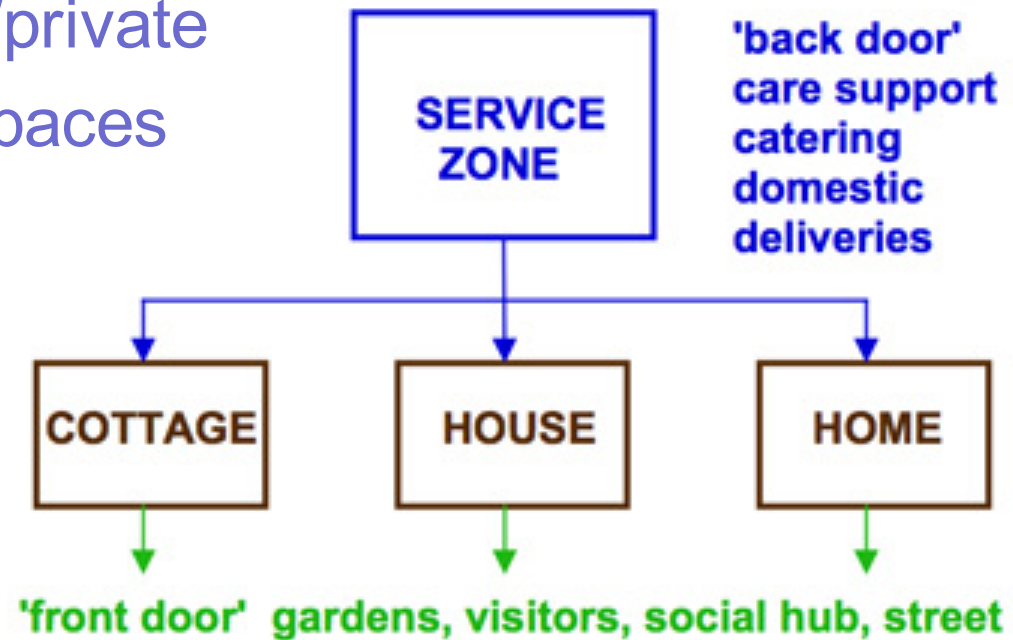 /private
paces
SERVICE
ZONE
'back door'
care support
catering
domestic
deliveries
COTTAGE
HOUSE
HOME
'front door' gardens, visitors, social hub, street